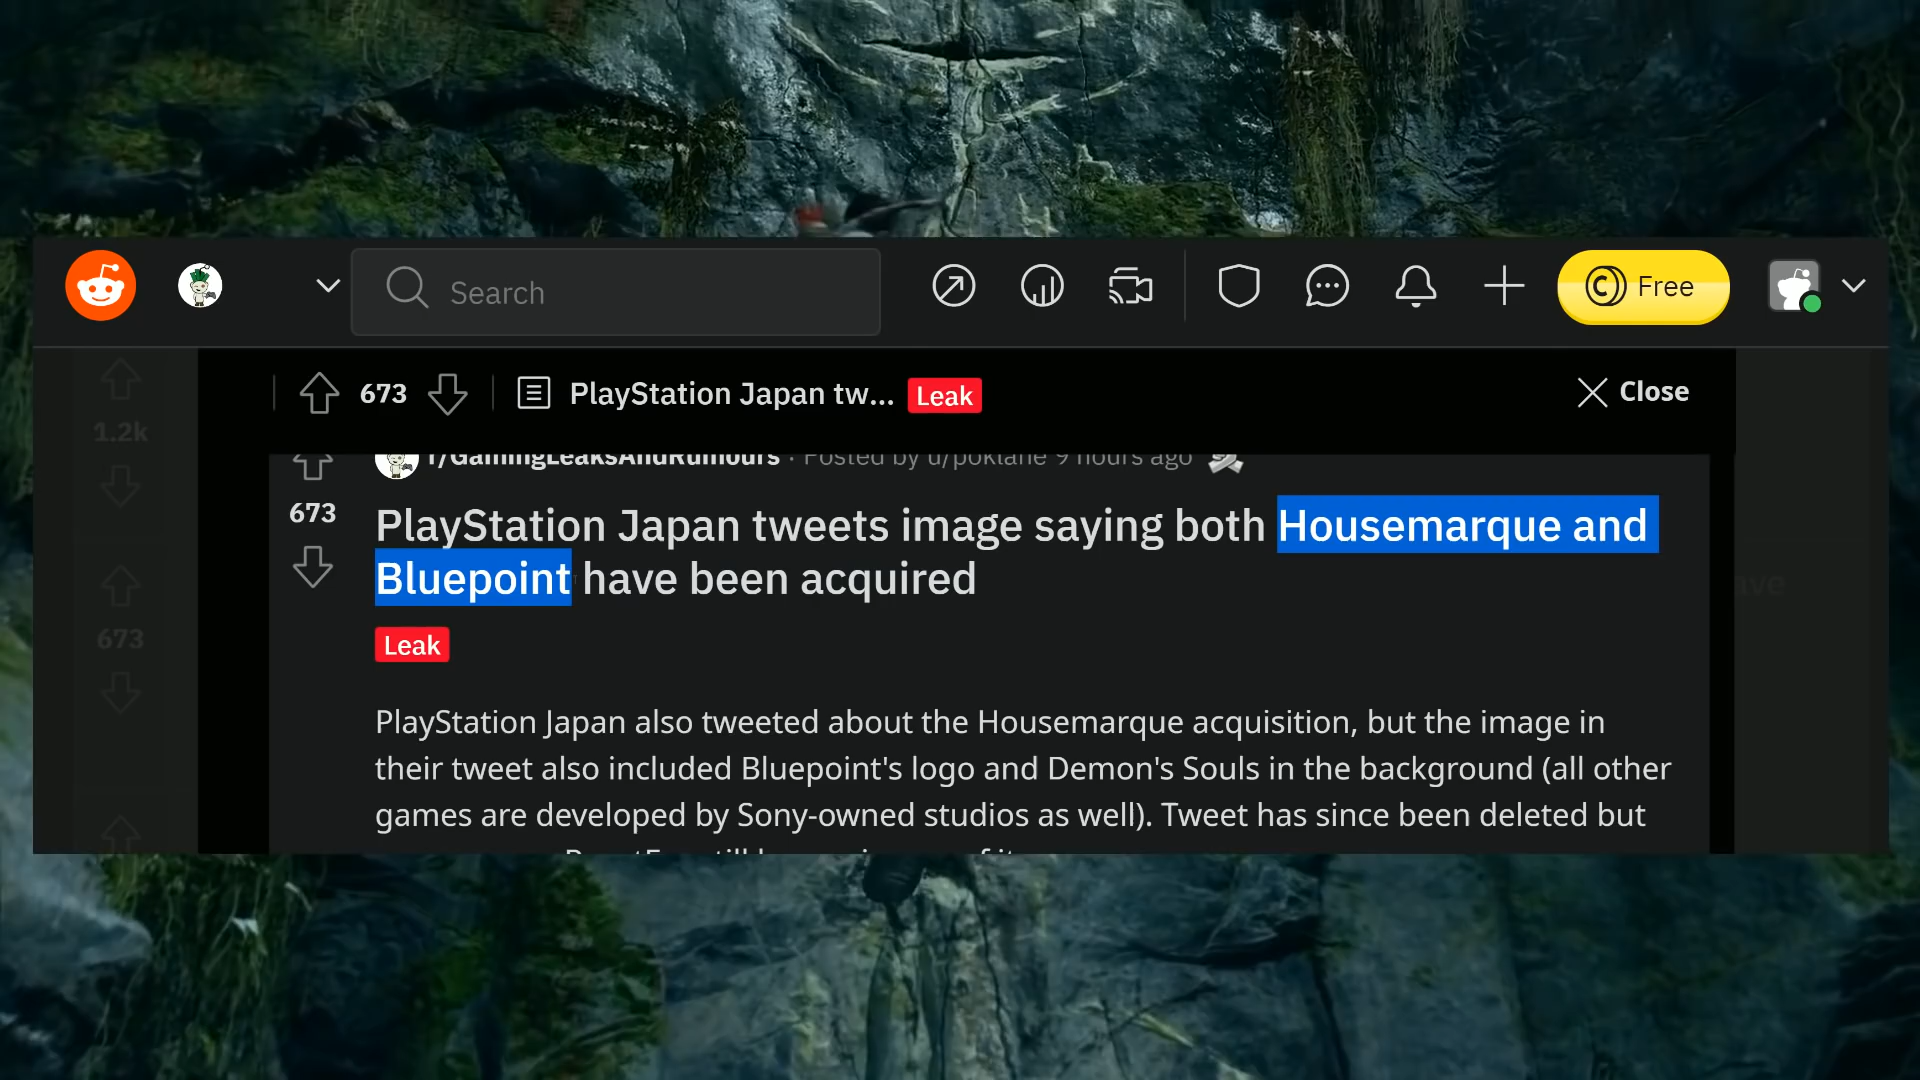 Search
Free
673
PlayStation Japan tw...
Leak
Close
1.2k
r/GamingLeaksAndRumours · Posted by u/poklane 9 hours ago
673
PlayStation Japan tweets image saying both Housemarque and
Bluepoint have been acquired
Leak
673
PlayStation Japan also tweeted about the Housemarque acquisition, but the image in
their tweet also included Bluepoint's logo and Demon's Souls in the background (all other
games are developed by Sony-owned studios as well). Tweet has since been deleted but